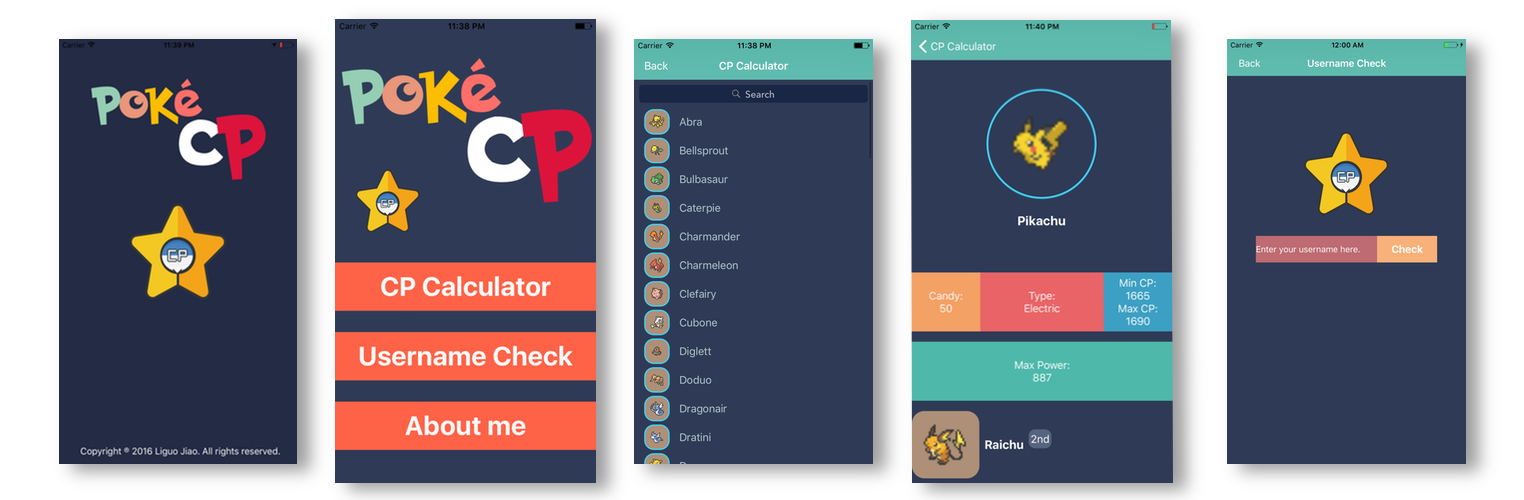 Carrier 11:39 PM
Poké
CP
CP
Copyright ® 2016 Liguo Jiao. All rights reserved.
Carrier 11:38 PM
Poké
CP
CP
CP Calculator
Username Check
About me
Carrier 11:38 PM
Back CP Calculator
Search
Abra
Bellsprout
Bulbasaur
Caterpie
Charmander
Charmeleon
Clefairy
Cubone
Diglett
Doduo
Dragonair
Dratini
Carrier 11:40 PM
CP Calculator
Pikachu
Candy:
50
Type:
Electric
Min CP:
1665
Max CP:
1690
Max Power:
887
Raichu 2nd
Carrier 12:00 AM
Back Username Check
CP
Enter your username here. Check